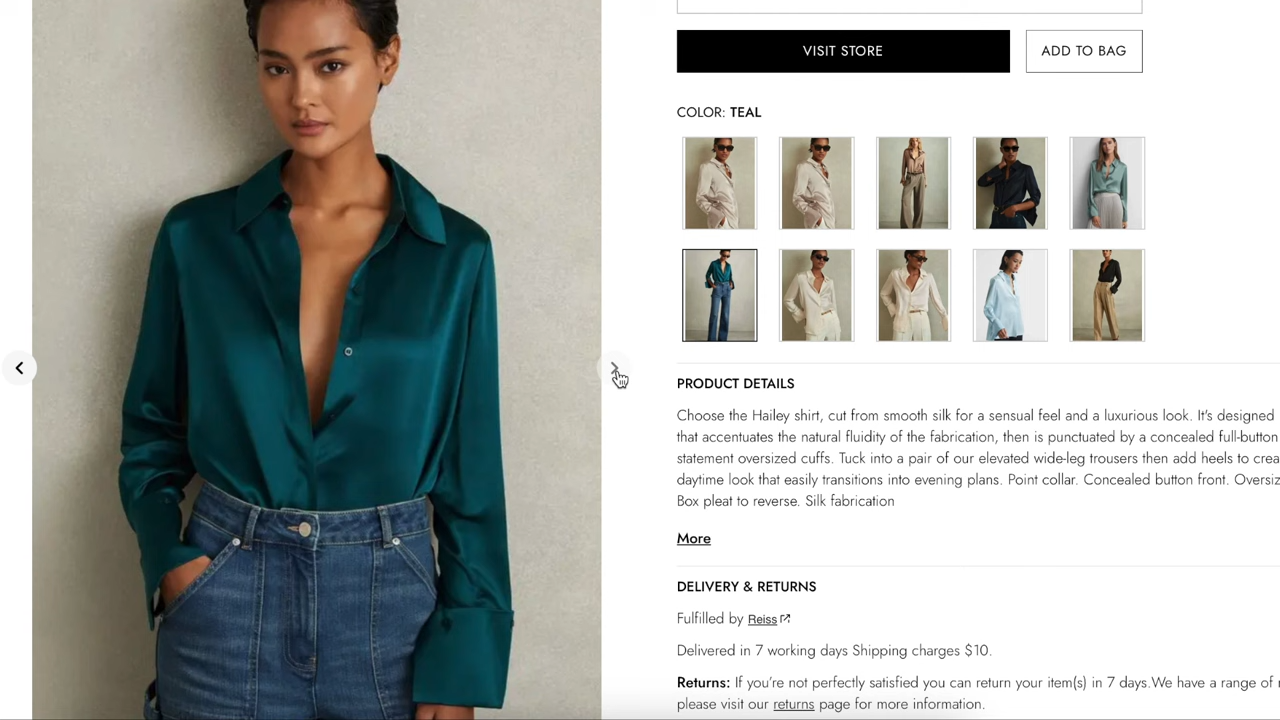 VISIT STORE
ADD TO BAG
COLOR: TEAL
PRODUCT DETAILS
Choose the Hailey shirt, cut from smooth silk for a sensual feel and a luxurious look. It's designed
that accentuates the natural fluidity of the fabrication, then is punctuated by a concealed full-button
statement oversized cuffs. Tuck into a pair of our elevated wide-leg trousers then add heels to
daytime look that easily transitions into evening plans. Point collar. Concealed button front.
Box pleat to reverse. Silk fabrication
More
DELIVERY & RETURNS
Fulfilled by Reiss
Delivered in 7 working days Shipping charges $10.
Returns: If you’re not perfectly satisfied you can return your item(s) in 7 days.We have a range of
please visit our returns page for more information.